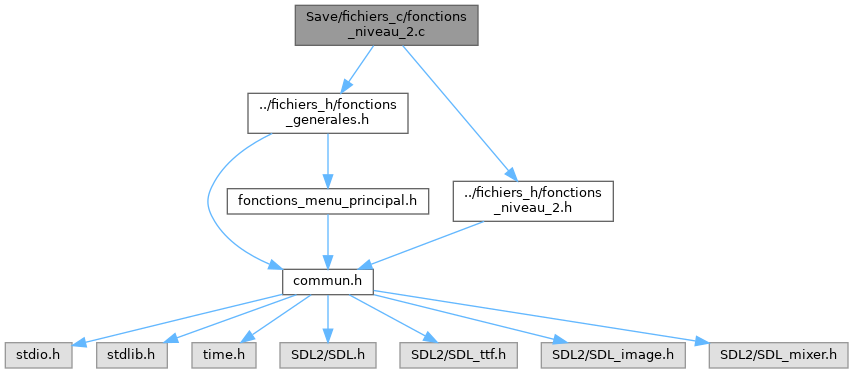 Save/fichiers_c/fonctions
_niveau_2.c
../fichiers_h/fonctions
_generales.h
fonctions_menu_principal.h
../fichiers_h/fonctions
_niveau_2.h
commun.h
stdio.h
stdlib.h
time.h
SDL2/SDL.h
SDL2/SDL_ttf.h
SDL2/SDL_image.h
SDL2/SDL_mixer.h